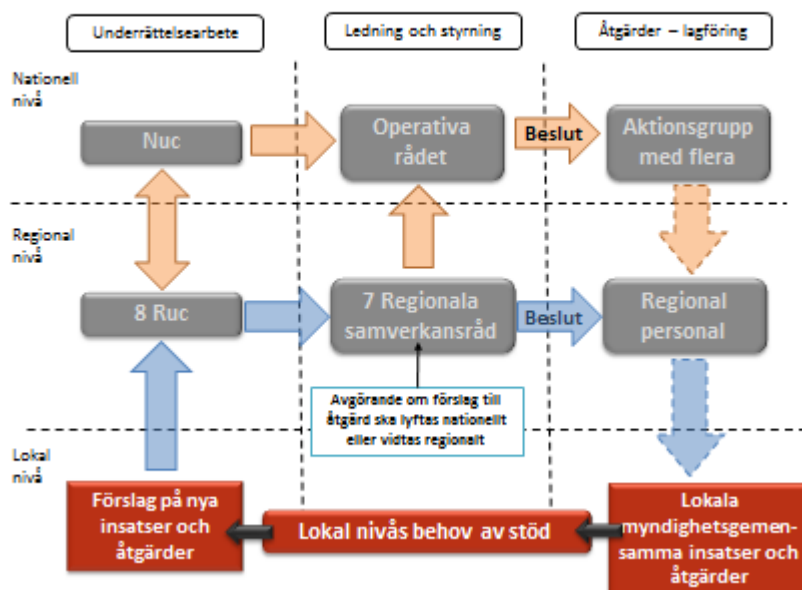 Underrättelsearbete
Ledning och styrning
Åtgärder – lagföring
Nationell
nivå
Nuc
Operativa
rådet
Beslut
Aktionsgrupp
med flera
Regional
nivå
8 Ruc
7 Regionala
samverkansråd
Beslut
Regional
personal
Avgörande om förslag till
åtgärd ska lyftas nationellt
eller vidtas regionalt
Lokal
nivå
Förslag på nya
insatser och
åtgärder
Lokal nivås behov av stöd
Lokala
myndighetsgemen-
samma insatser och
åtgärder